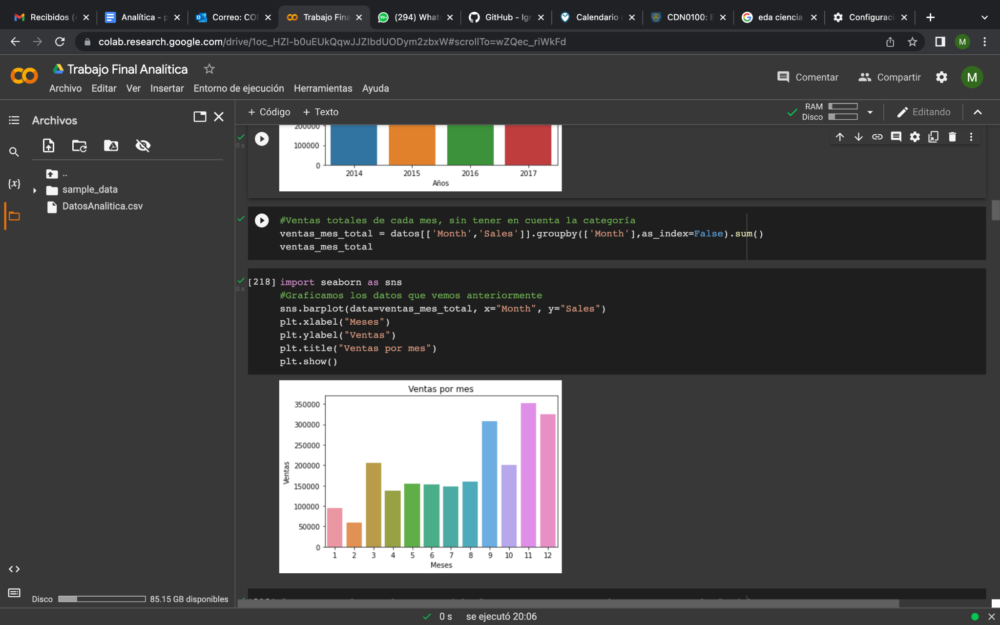 Recibidos (
Analítica - p
Correo: COR
Trabajo Fina
(294) Whats
GitHub - Ign
Calendario
CDN0100: E
eda ciencia
Configuraci
colab.research.google.com/drive/1oc_HZl-b0uEUkQqwJJZIbdUODym2zbxW#scrollTo=wZQec_riWkFd
M
Trabajo Final Analítica
Archivo Editar Ver Insertar Entorno de ejecución Herramientas Ayuda
Comentar
Compartir
M
Archivos
+ Código + Texto
RAM
Disco
Editando
..
sample_data
DatosAnalitica.csv
0 s
200000
100000
0
2014 2015 2016 2017
Años
#Ventas totales de cada mes, sin tener en cuenta la categoría
ventas_mes_total = datos[['Month','Sales']].groupby(['Month'],as_index=False).sum()
ventas_mes_total
0 s
[218] import seaborn as sns
#Graficamos los datos que vemos anteriormente
sns.barplot(data=ventas_mes_total, x="Month", y="Sales")
plt.xlabel("Meses")
plt.ylabel("Ventas")
plt.title("Ventas por mes")
plt.show()
Ventas por mes
350000
300000
250000
200000
150000
100000
50000
0
Ventas
1 2 3 4 5 6 7 8 9 10 11 12
Meses
Disco 85.15 GB disponibles
0 s se ejecutó 20:06